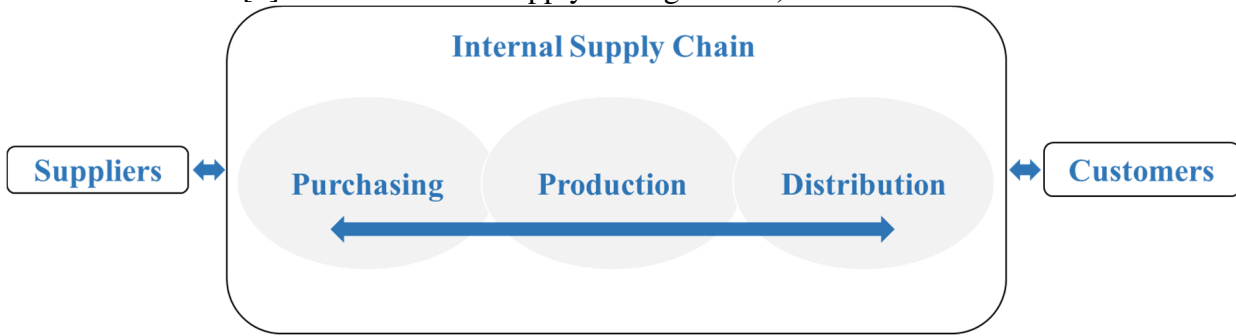 Internal Supply Chain
Suppliers
Purchasing
Production
Distribution
Customers